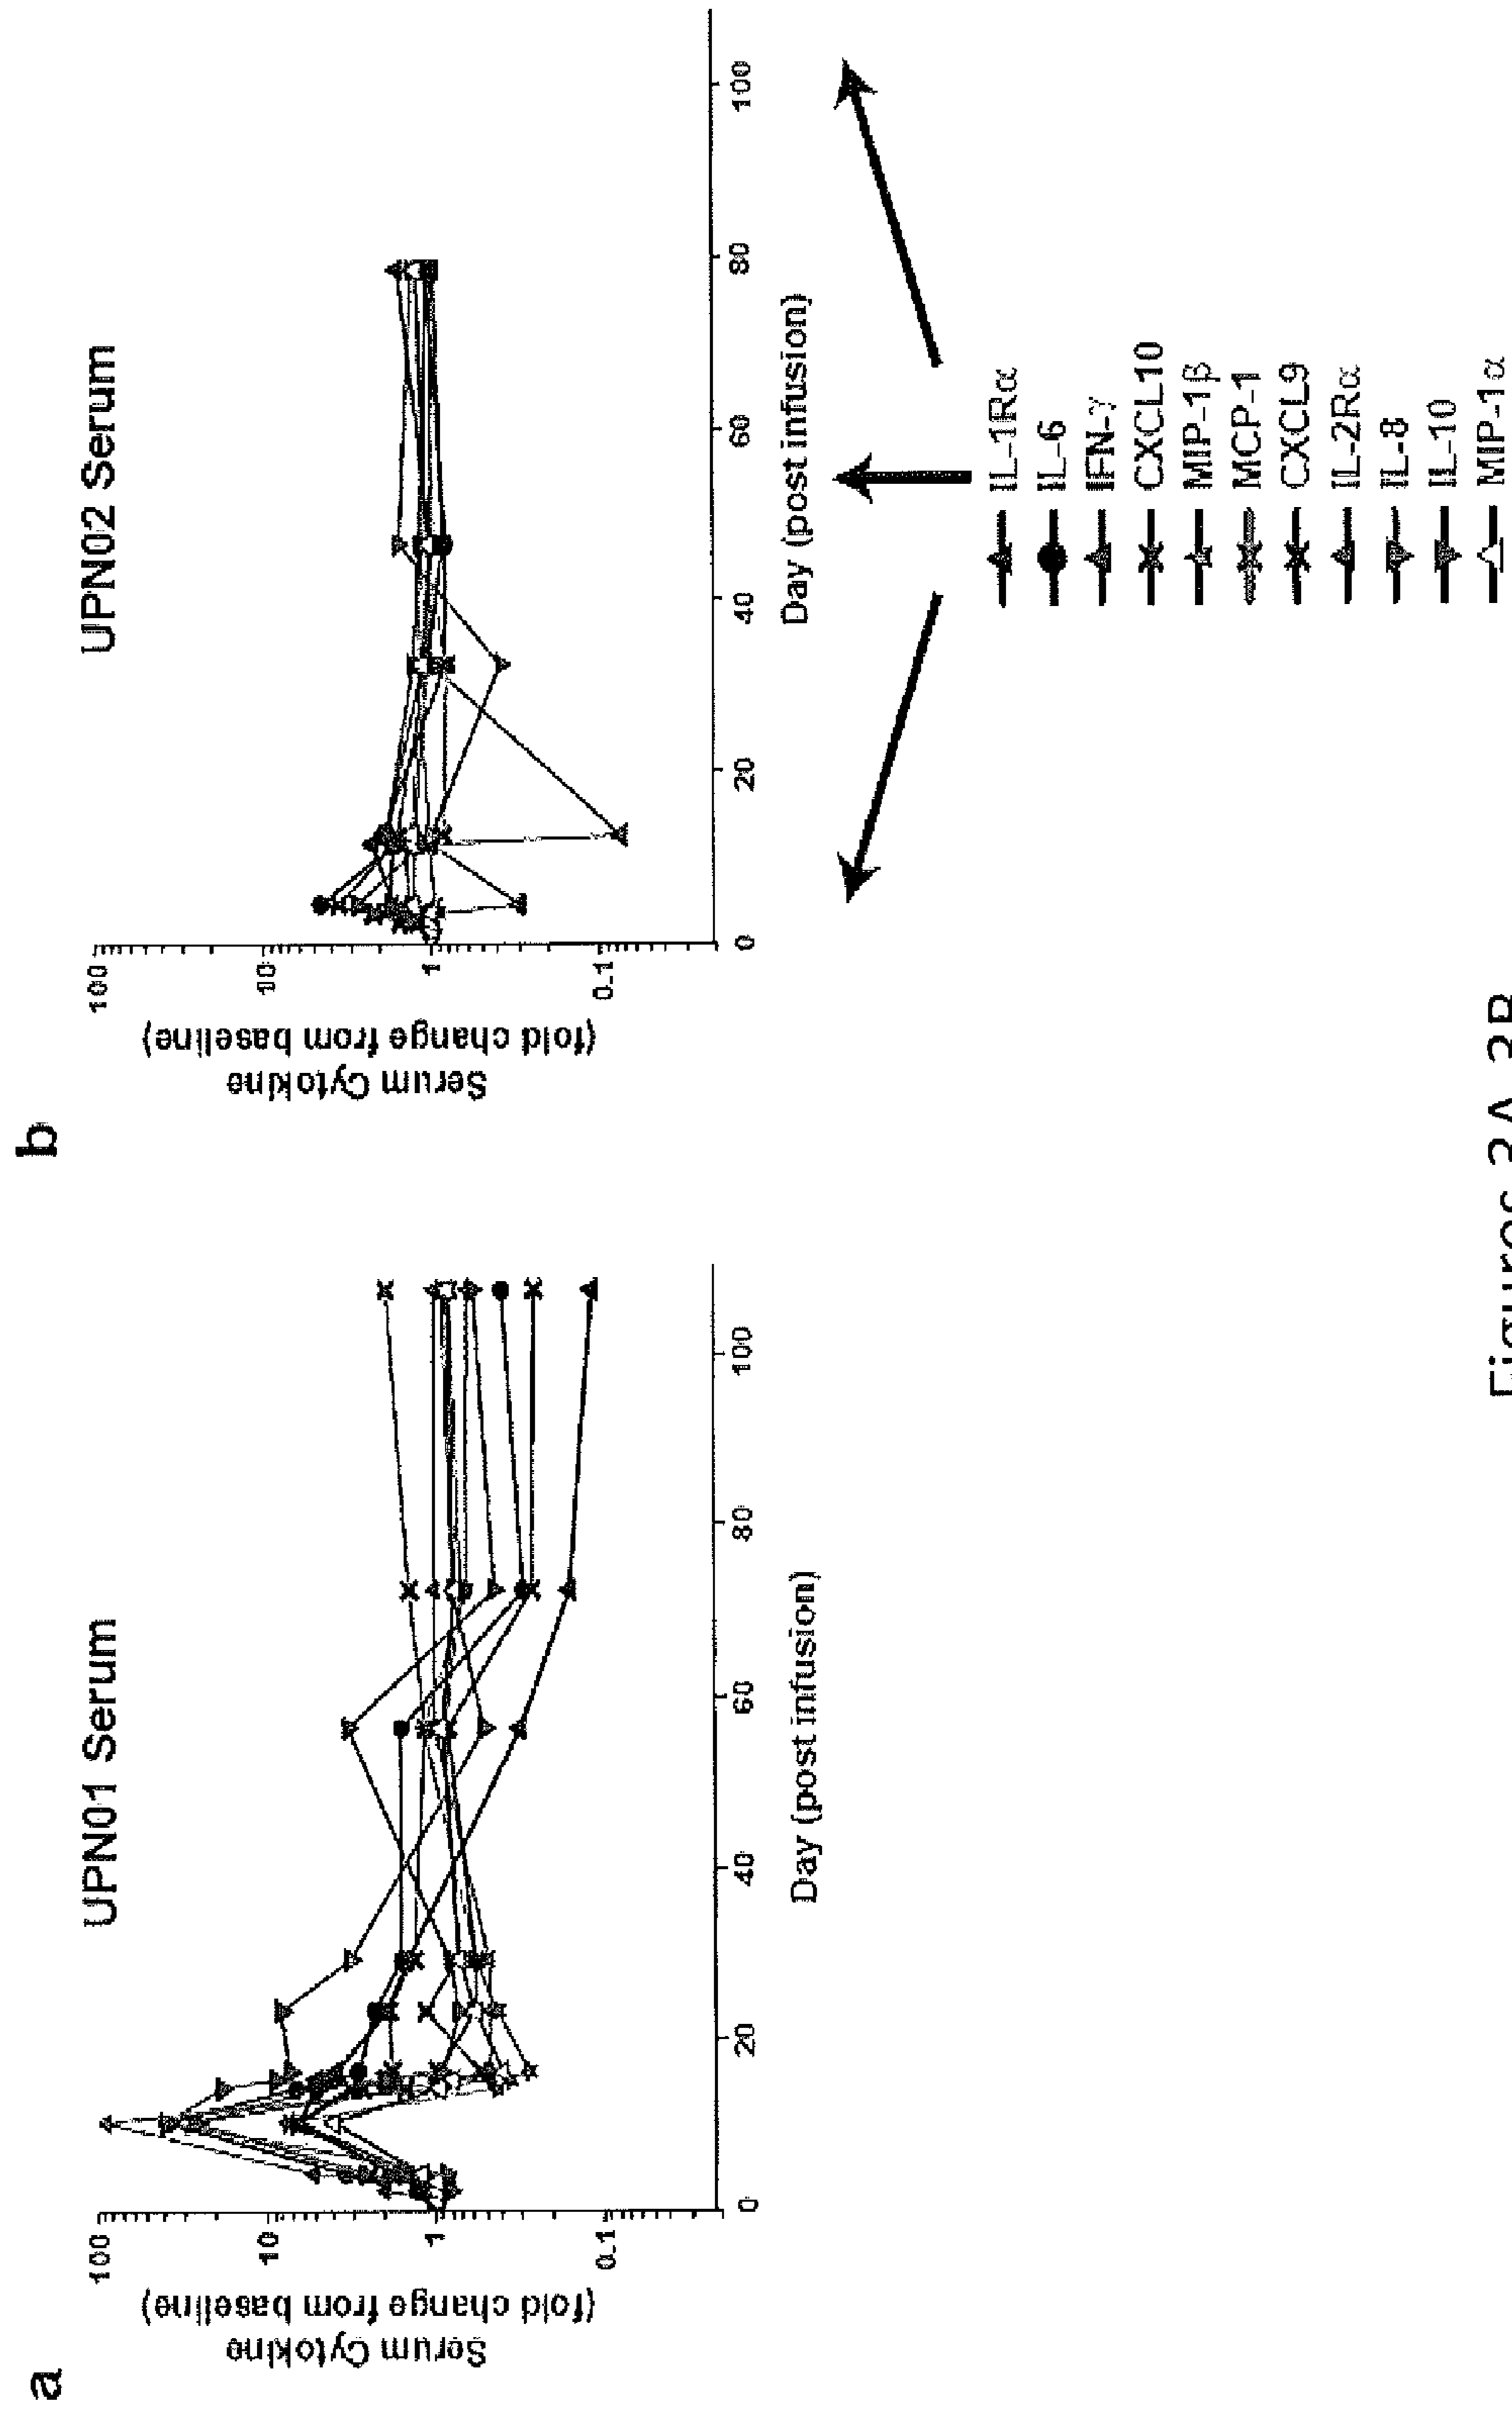 a
UPN01 Serum
Serum Cytokine
(fold change from baseline)
100
10
1
0.1
0
20
40
60
80
100
Day (post infusion)
b
UPN02 Serum
Serum Cytokine
(fold change from baseline)
100
10
1
0.1
0
20
40
60
80
100
Day (post infusion)
IL-1Rα
IL-6
IFN-γ
CXCL10
MIP-1β
MCP-1
CXCL9
IL-2Rα
IL-8
IL-10
MIP-1α
Figures 3A-3B